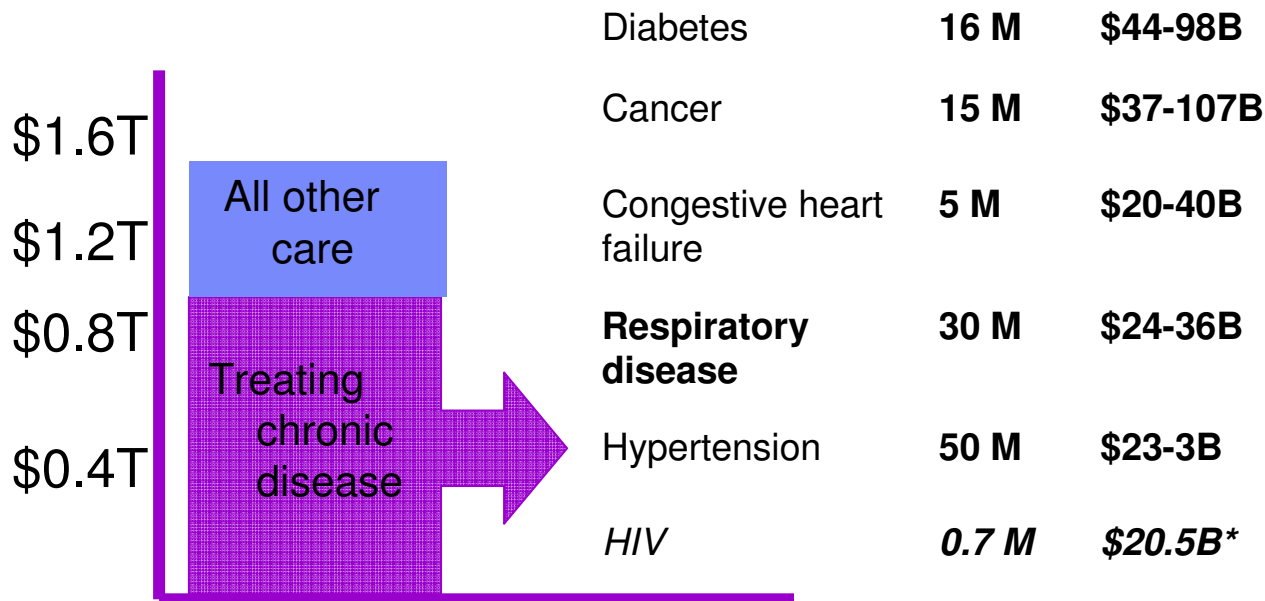 $1.6T
$1.2T
$0.8T
$0.4T
All other
care
Treating
chronic
disease
Diabetes 16 M $44-98B
Cancer 15 M $37-107B
Congestive heart 5 M $20-40B
failure
Respiratory 30 M $24-36B
disease
Hypertension 50 M $23-3B
HIV 0.7 M $20.5B*